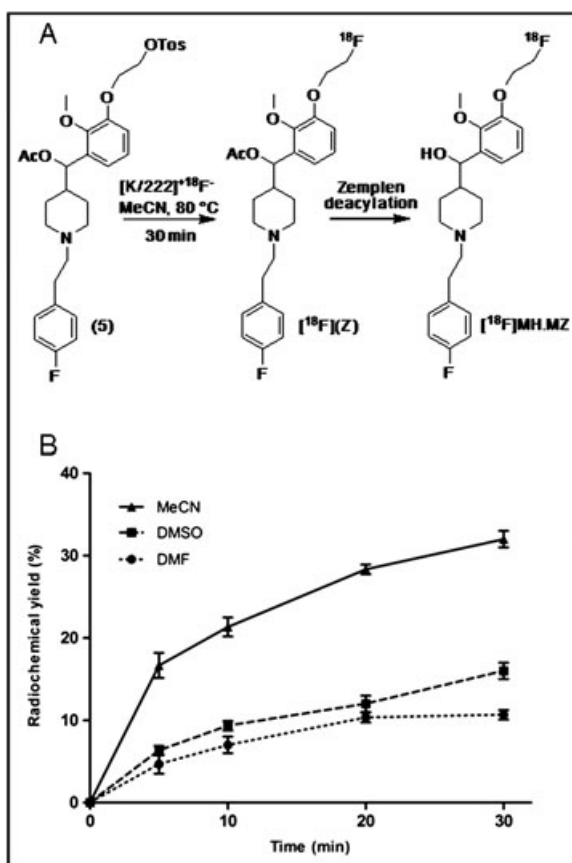 A
OTos
O
O
AcO
N
F
(5)
[K/222]⁺¹⁸F⁻
MeCN, 80 °C
30 min
¹⁸F
O
O
AcO
N
F
[¹⁸F](Z)
Zemplen
deacylation
¹⁸F
O
O
HO
N
F
[¹⁸F]MH.MZ
B
MeCN
DMSO
DMF
Radiochemical yield (%)
40
30
20
10
0
0 10 20 30
Time (min)